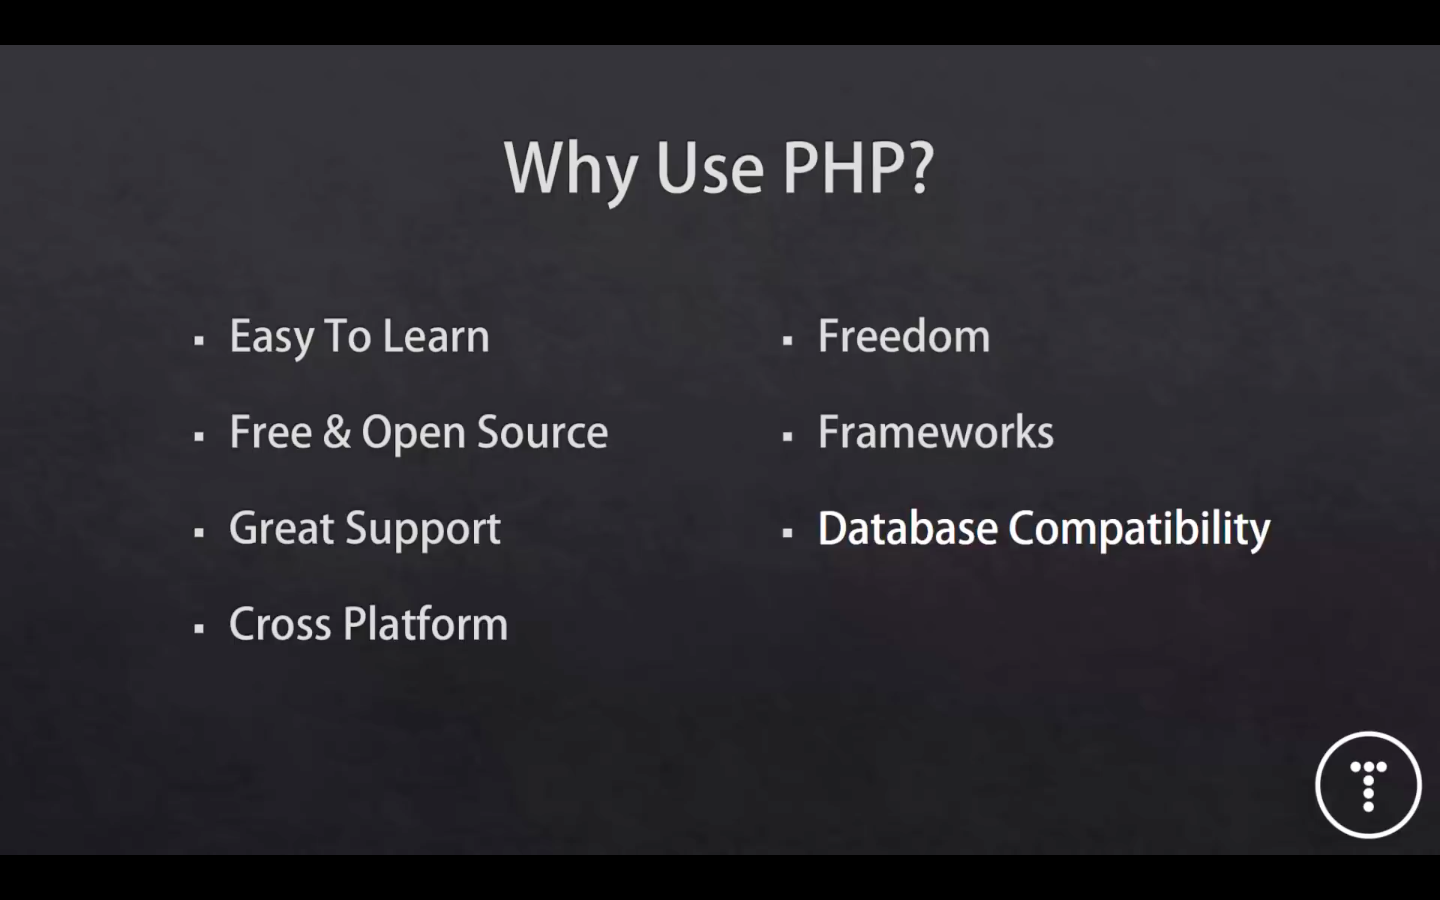 Why Use PHP?
▪ Easy To Learn
▪ Free & Open Source
▪ Great Support
▪ Cross Platform
▪ Freedom
▪ Frameworks
▪ Database Compatibility
T